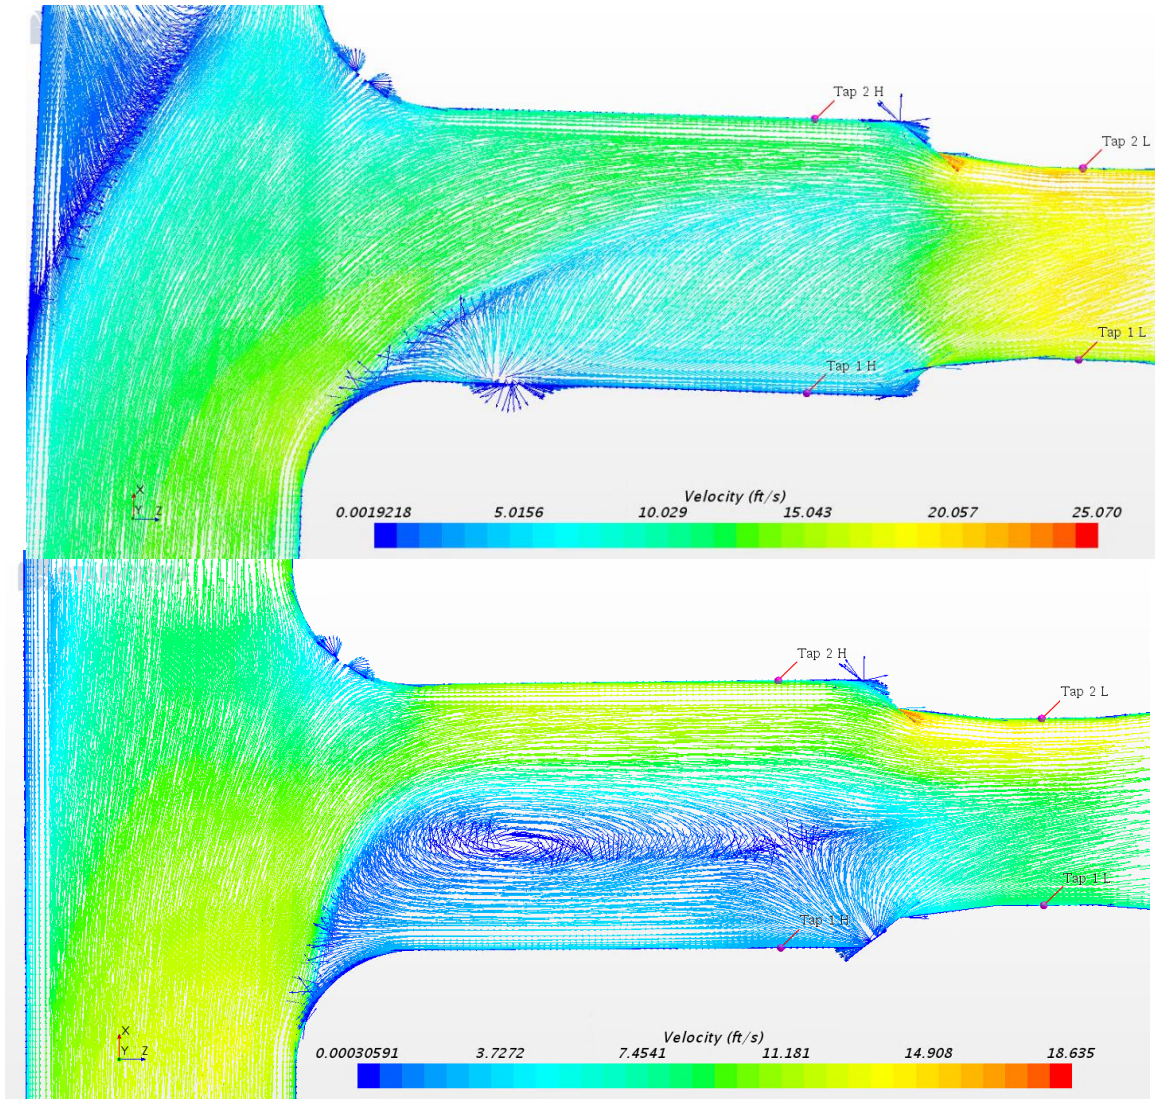 Tap 2 H
Tap 2 L
Tap 1 L
Tap 1 H
X
Y Z
Velocity (ft/s)
0.0019218 5.0156 10.029 15.043 20.057 25.070
Tap 2 H
Tap 2 L
Tap 1 L
Tap 1 H
X
Y Z
Velocity (ft/s)
0.00030591 3.7272 7.4541 11.181 14.908 18.635